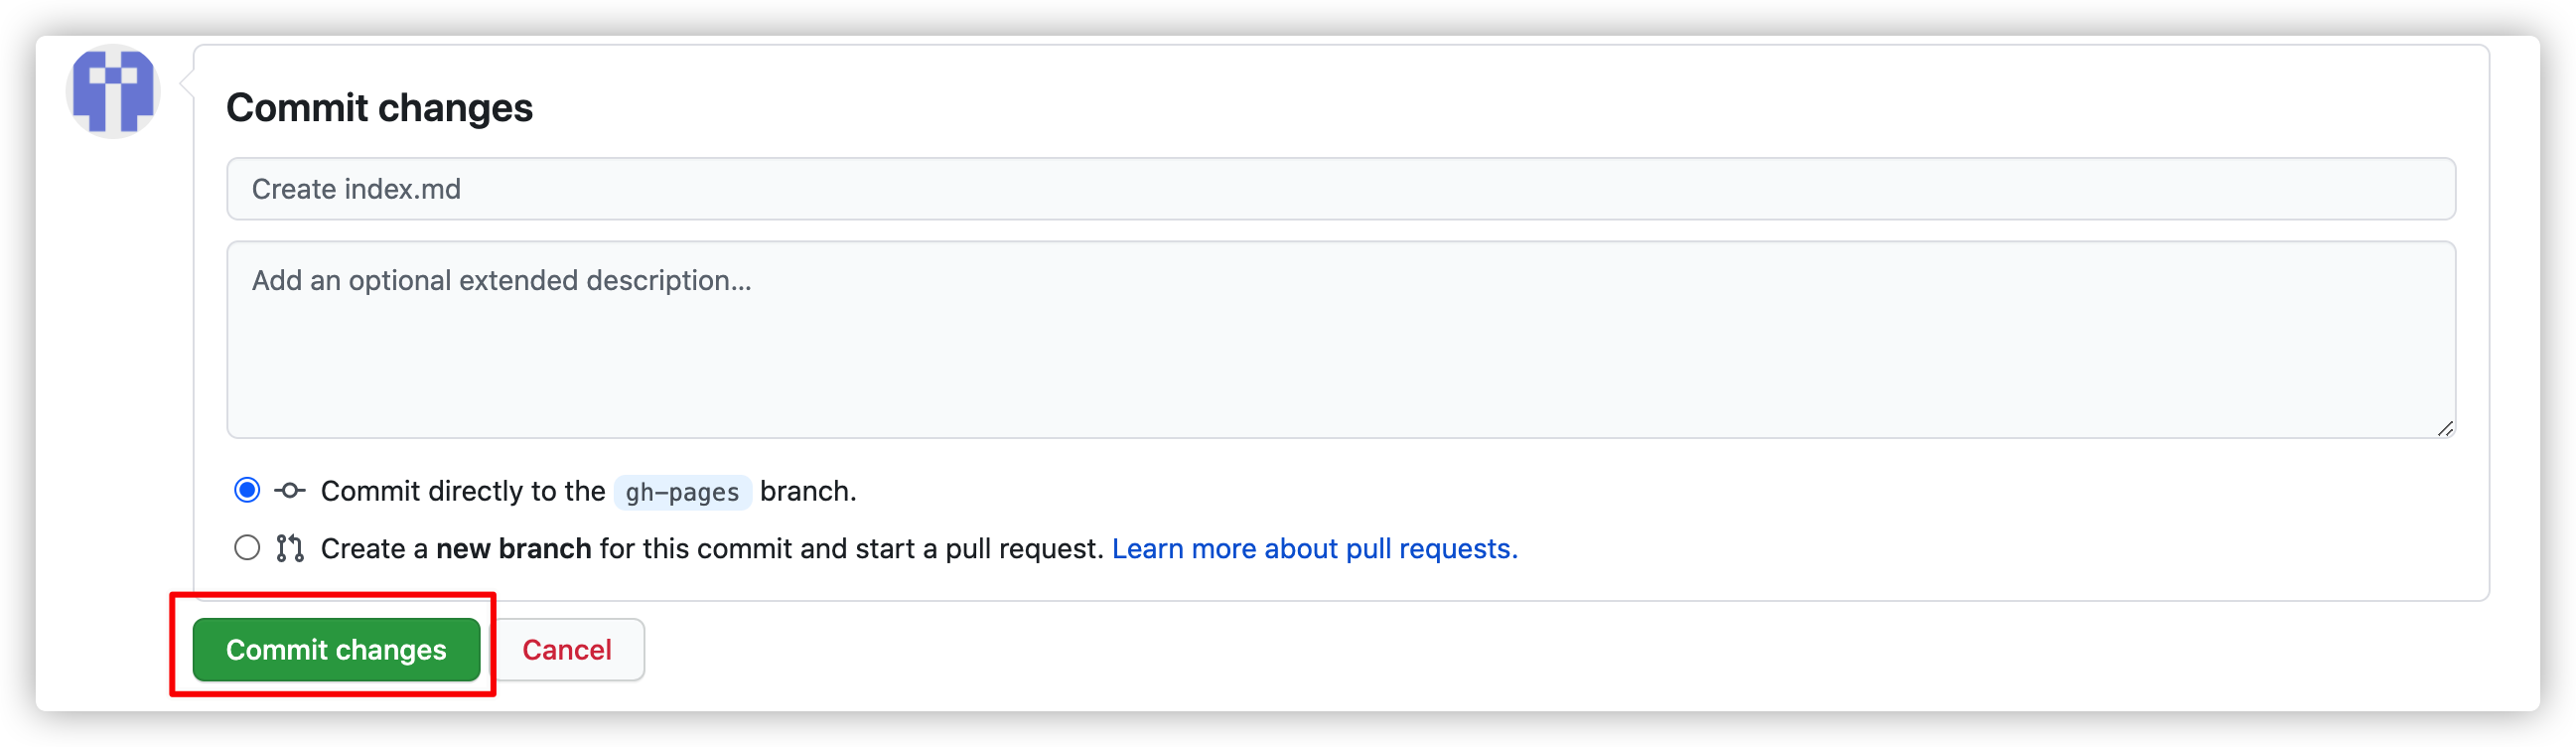 Commit changes
Create index.md
Add an optional extended description...
Commit directly to the gh-pages branch.
Create a new branch for this commit and start a pull request. Learn more about pull requests.
Commit changes Cancel